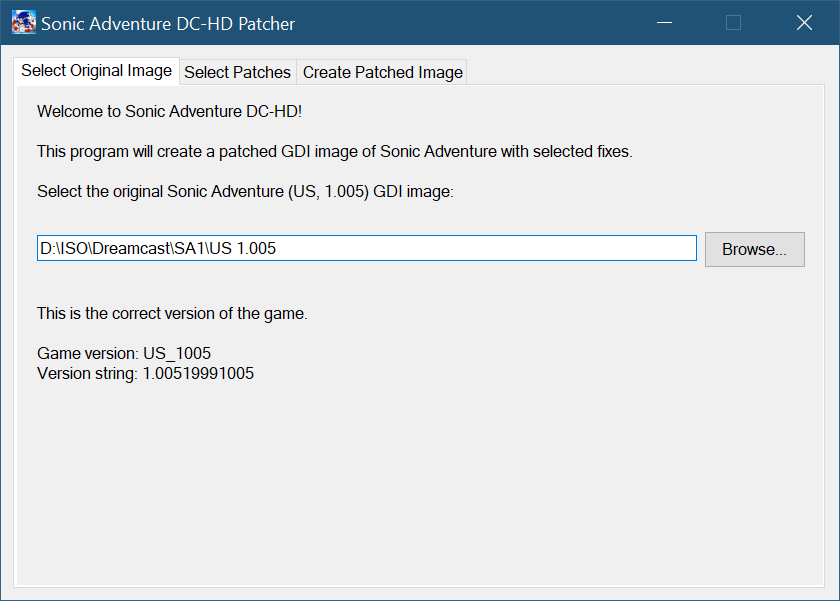 Sonic Adventure DC-HD Patcher
Select Original Image
Select Patches
Create Patched Image
Welcome to Sonic Adventure DC-HD!
This program will create a patched GDI image of Sonic Adventure with selected fixes.
Select the original Sonic Adventure (US, 1.005) GDI image:
D:\ISO\Dreamcast\SA1\US 1.005
Browse...
This is the correct version of the game.
Game version: US_1005
Version string: 1.00519991005